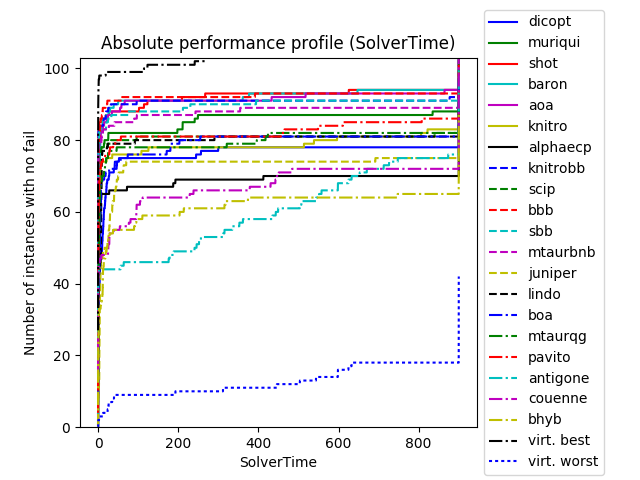 Absolute performance profile (SolverTime)
Number of instances with no fail
100
80
60
40
20
0
0 200 400 600 800
SolverTime
dicopt
muriqui
shot
baron
aoa
knitro
alphaecp
knitrobb
scip
bbb
sbb
mtaurbnb
juniper
lindo
boa
mtaurqg
pavito
antigone
couenne
bhyb
virt. best
virt. worst